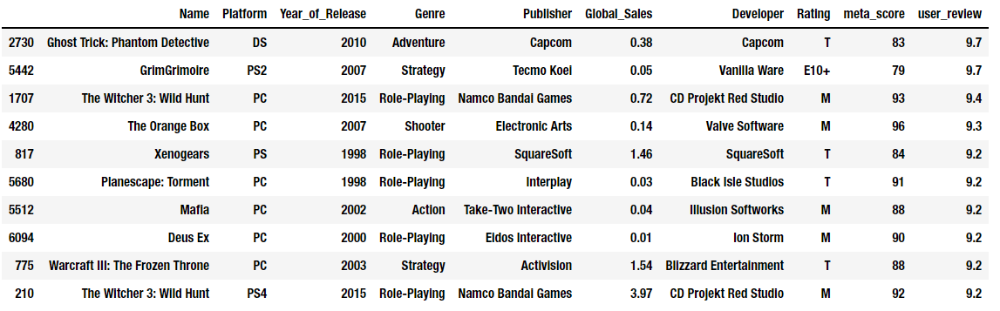 Name Platform Year_of_Release Genre Publisher Global_Sales Developer Rating meta_score user_review
2730 Ghost Trick: Phantom Detective DS 2010 Adventure Capcom 0.38 Capcom T 83 9.7
5442 GrimGrimoire PS2 2007 Strategy Tecmo Koei 0.05 Vanilla Ware E10+ 79 9.7
1707 The Witcher 3: Wild Hunt PC 2015 Role-Playing Namco Bandai Games 0.72 CD Projekt Red Studio M 93 9.4
4280 The Orange Box PC 2007 Shooter Electronic Arts 0.14 Valve Software M 96 9.3
817 Xenogears PS 1998 Role-Playing SquareSoft 1.46 SquareSoft T 84 9.2
5680 Planescape: Torment PC 1998 Role-Playing Interplay 0.03 Black Isle Studios T 91 9.2
5512 Mafia PC 2002 Action Take-Two Interactive 0.04 Illusion Softworks M 88 9.2
6094 Deus Ex PC 2000 Role-Playing Eidos Interactive 0.01 Ion Storm M 90 9.2
775 Warcraft III: The Frozen Throne PC 2003 Strategy Activision 1.54 Blizzard Entertainment T 88 9.2
210 The Witcher 3: Wild Hunt PS4 2015 Role-Playing Namco Bandai Games 3.97 CD Projekt Red Studio M 92 9.2